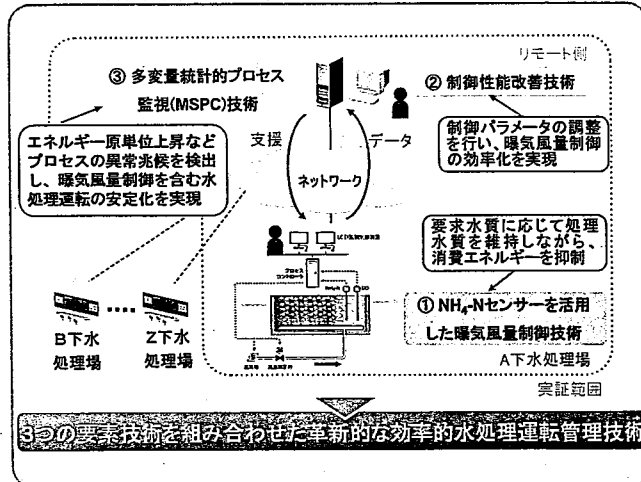 リモート側
③ 多変量統計的プロセス
監視(MSPC)技術
② 制御性能改善技術
エネルギー原単位上昇など
プロセスの異常兆候を検出
し、曝気風量制御を含む水
処理運転の安定化を実現
支援
データ
ネットワーク
制御パラメータの調整
を行い、曝気風量制御
の効率化を実現
要求水質に応じて処理
水質を維持しながら、
消費エネルギーを抑制
プロセス
コントローラ
① NH₄-Nセンサーを活用
した曝気風量制御技術
B下水
処理場
Z下水
処理場
A下水処理場
実証範囲
3つの要素技術を組み合わせた革新的な効率的水処理運転管理技術